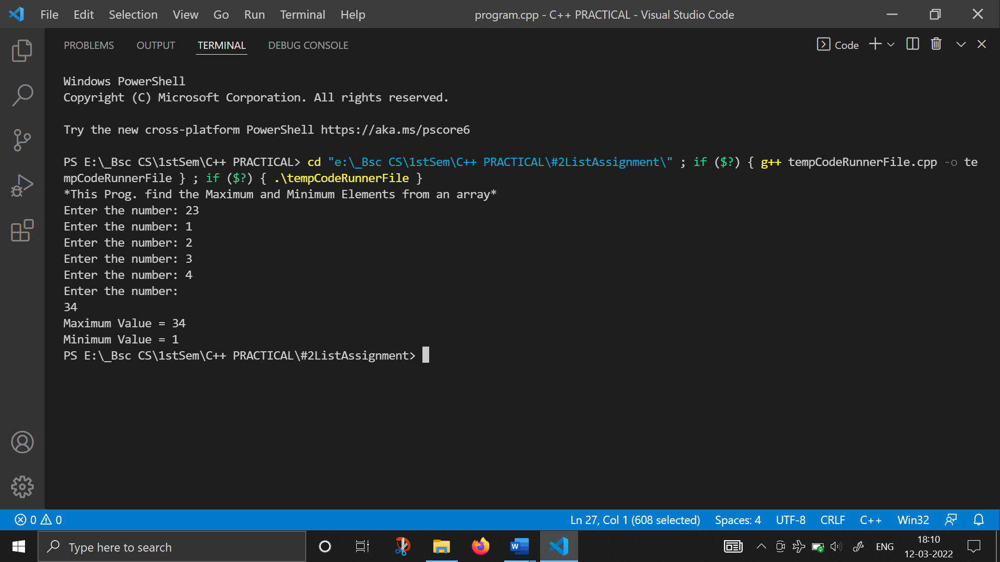 File Edit Selection View Go Run Terminal Help program.cpp - C++ PRACTICAL - Visual Studio Code
PROBLEMS OUTPUT TERMINAL DEBUG CONSOLE Code
Windows PowerShell
Copyright (C) Microsoft Corporation. All rights reserved.
Try the new cross-platform PowerShell https://aka.ms/pscore6
PS E:\_Bsc CS\1stSem\C++ PRACTICAL> cd "e:\_Bsc CS\1stSem\C++ PRACTICAL\#2ListAssignment\" ; if ($?) { g++ tempCodeRunnerFile.cpp -o te
mpCodeRunnerFile } ; if ($?) { .\tempCodeRunnerFile }
*This Prog. find the Maximum and Minimum Elements from an array*
Enter the number: 23
Enter the number: 1
Enter the number: 2
Enter the number: 3
Enter the number: 4
Enter the number:
34
Maximum Value = 34
Minimum Value = 1
PS E:\_Bsc CS\1stSem\C++ PRACTICAL\#2ListAssignment>
0 0 Ln 27, Col 1 (608 selected) Spaces: 4 UTF-8 CRLF C++ Win32
Type here to search W ENG 18:10
12-03-2022